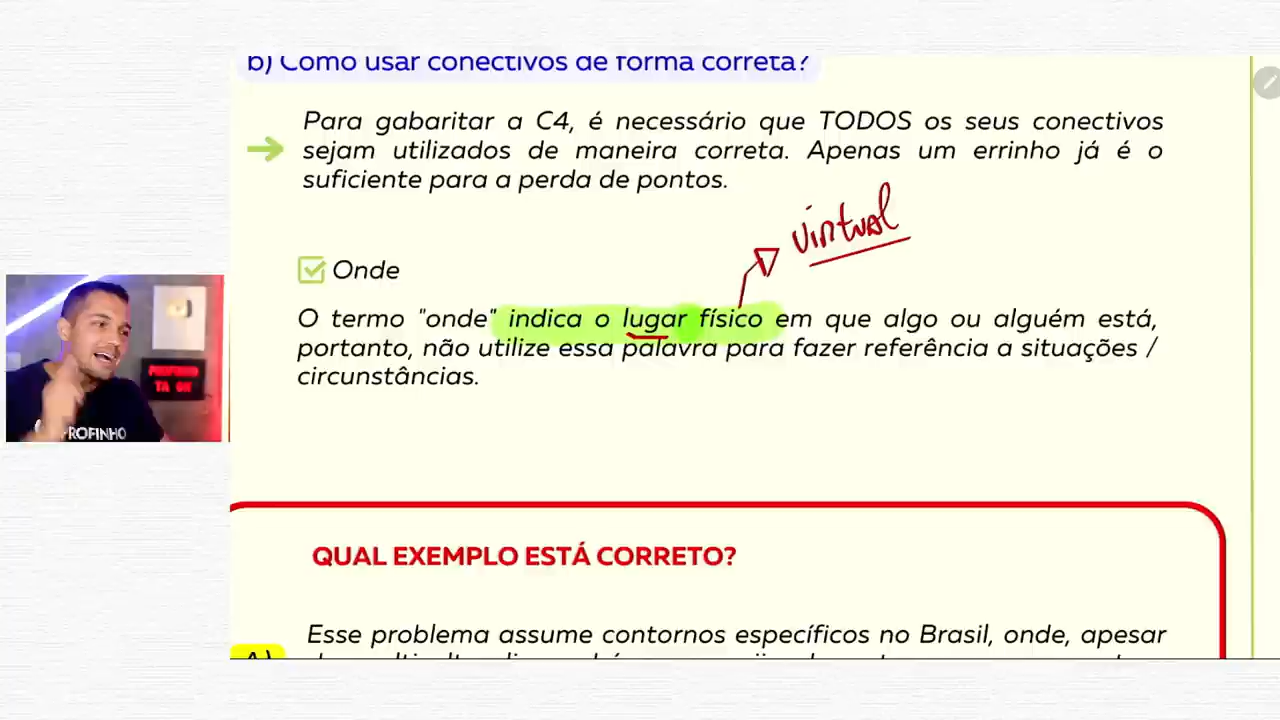 b) Como usar conectivos de forma correta?
Para gabaritar a C4, é necessário que TODOS os seus conectivos
sejam utilizados de maneira correta. Apenas um errinho já é o
suficiente para a perda de pontos.
virtual
Onde
O termo "onde" indica o lugar físico em que algo ou alguém está,
portanto, não utilize essa palavra para fazer referência a situações /
circunstâncias.
PROFINHO
TA ON
ROFINHO
QUAL EXEMPLO ESTÁ CORRETO?
Esse problema assume contornos específicos no Brasil, onde, apesar
A)